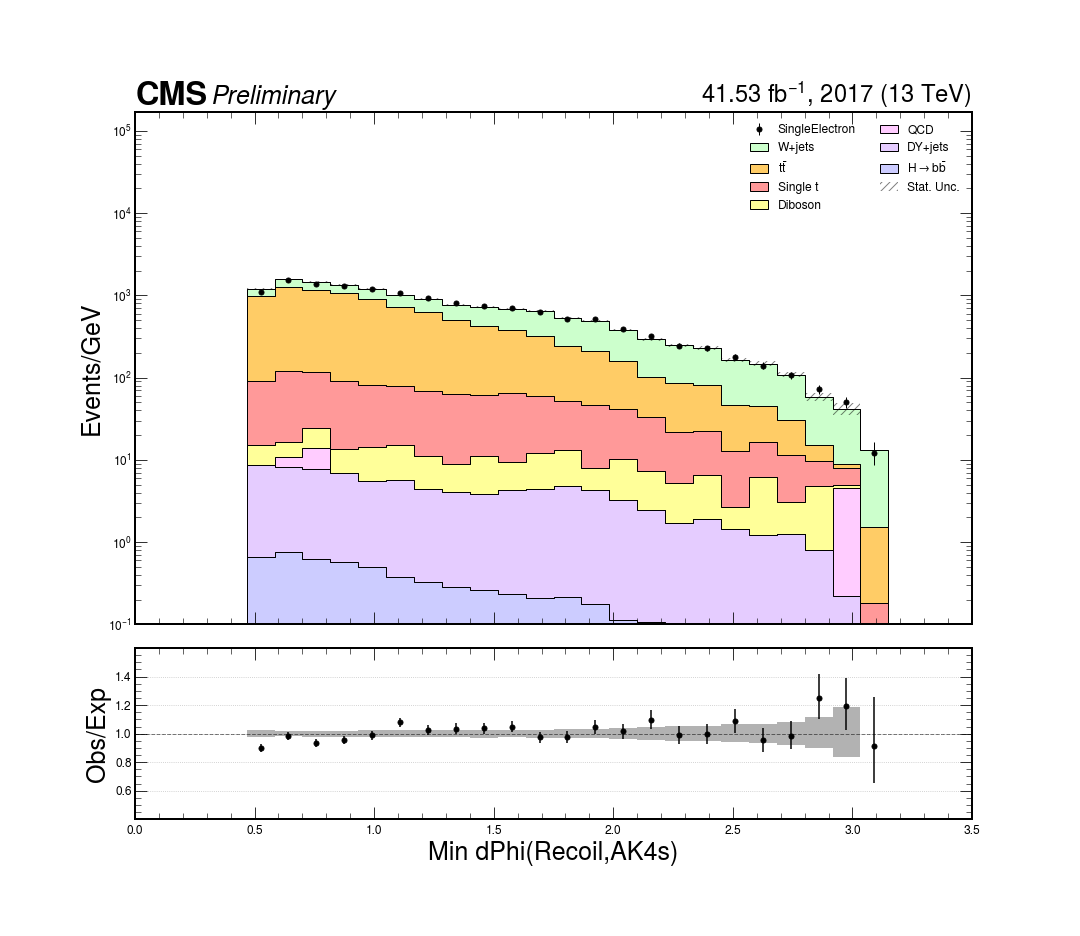 CMS Preliminary 41.53 fb⁻¹, 2017 (13 TeV)
SingleElectron QCD
W+jets DY+jets
tt̄ H→bb̄
Single t Stat. Unc.
Diboson
Events/GeV
10⁵
10⁴
10³
10²
10¹
10⁰
10⁻¹
Obs/Exp
1.4
1.2
1.0
0.8
0.6
0.0 0.5 1.0 1.5 2.0 2.5 3.0 3.5
Min dPhi(Recoil,AK4s)